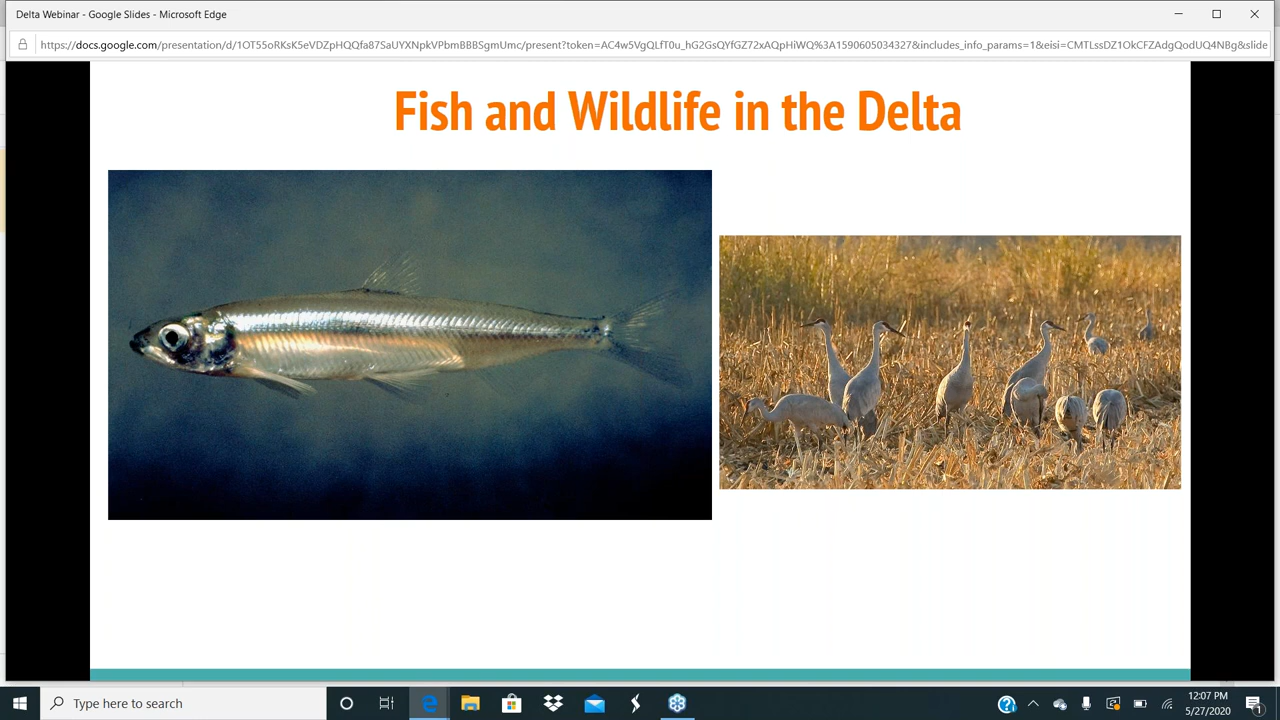 Delta Webinar - Google Slides - Microsoft Edge
https://docs.google.com/presentation/d/1OT55oRKsK5eVDZpHQQfa87SaUYXNpkVPbmBBBSgmUmc/present?token=AC4w5VgQLfT0u_hG2GsQYfGZ72xAQpHiWQ%3A1590605034327&includes_info_params=1&eisi=CMTLssDZ1OkCFZAdgQodUQ4NBg&slide
Fish and Wildlife in the Delta
Type here to search
12:07 PM
5/27/2020
1